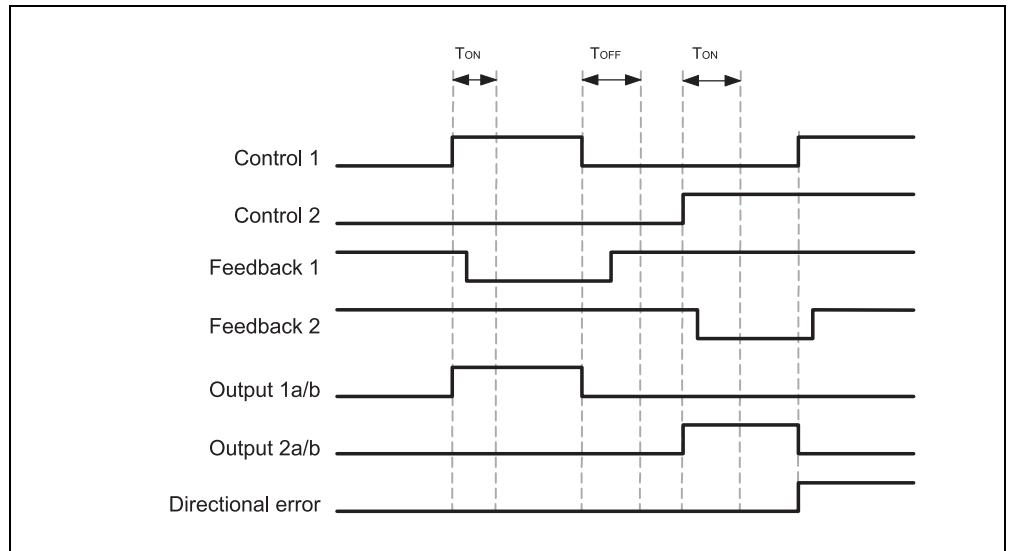 TON TOFF TON
Control 1
Control 2
Feedback 1
Feedback 2
Output 1a/b
Output 2a/b
Directional error